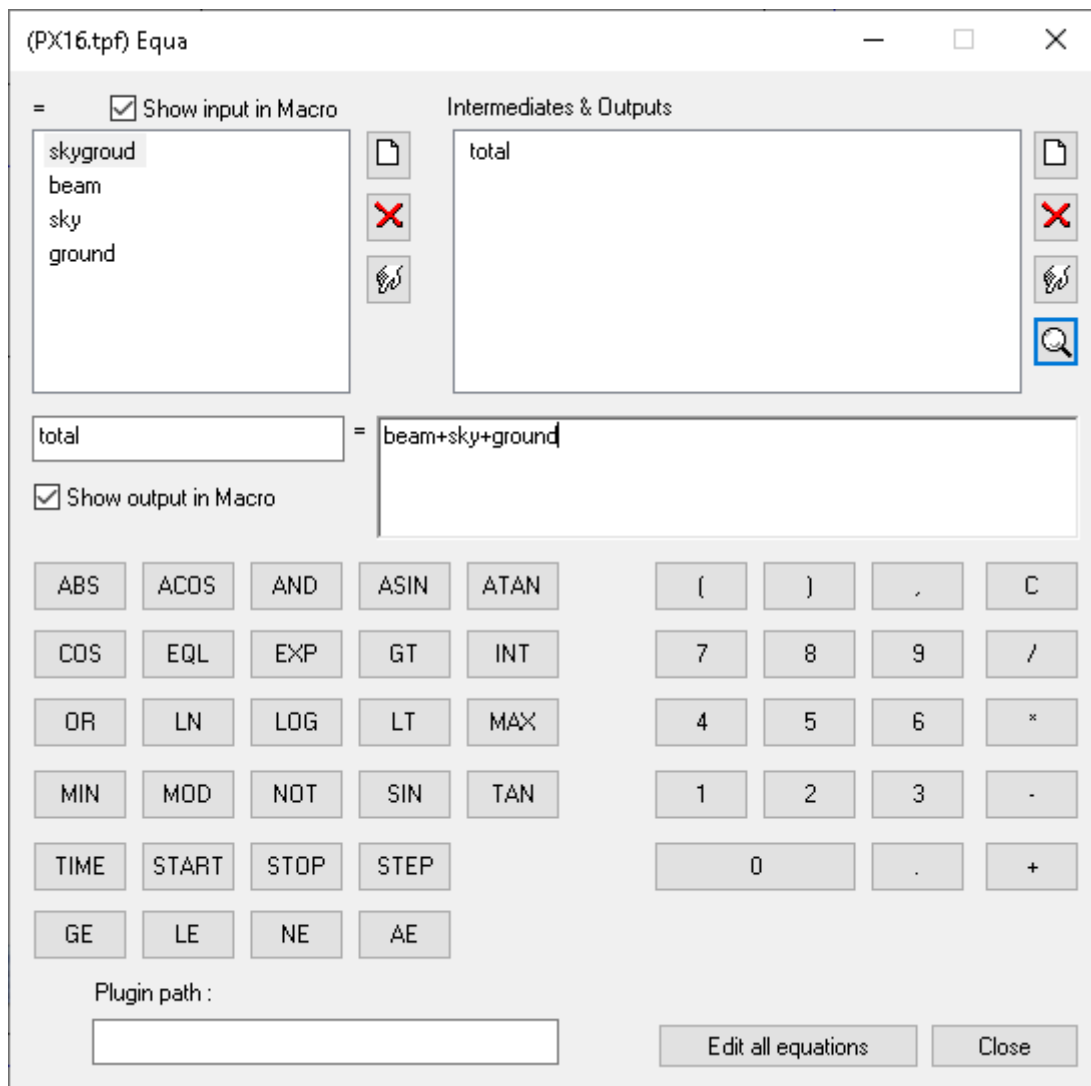 (PX16.tpf) Equa
= Show input in Macro Intermediates & Outputs
skygroud
beam
sky
ground
total
total = beam+sky+ground
Show output in Macro
ABS ACOS AND ASIN ATAN ( ) , C
COS EQL EXP GT INT 7 8 9 /
OR LN LOG LT MAX 4 5 6 *
MIN MOD NOT SIN TAN 1 2 3 -
TIME START STOP STEP 0 . +
GE LE NE AE
Plugin path :
Edit all equations Close